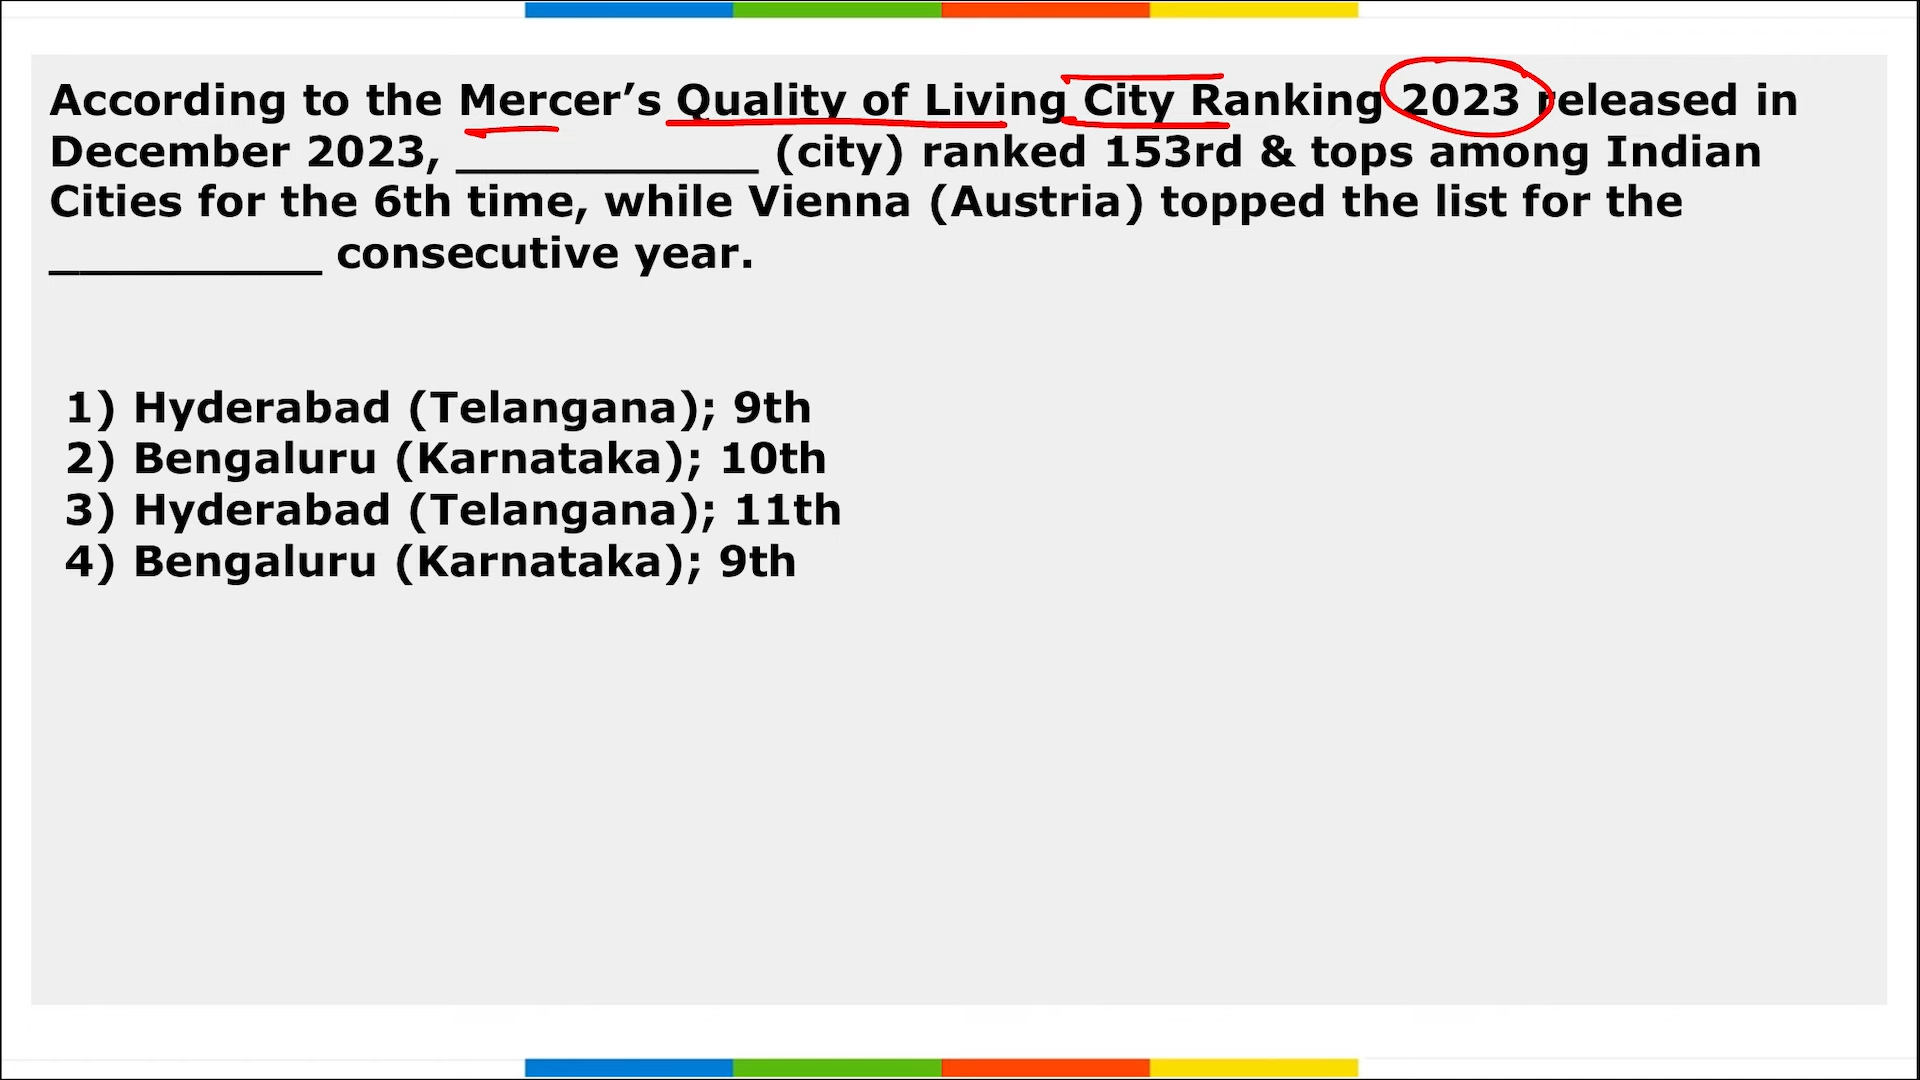 According to the Mercer’s Quality of Living City Ranking 2023 released in
December 2023, ___________ (city) ranked 153rd & tops among Indian
Cities for the 6th time, while Vienna (Austria) topped the list for the
__________ consecutive year.
1) Hyderabad (Telangana); 9th
2) Bengaluru (Karnataka); 10th
3) Hyderabad (Telangana); 11th
4) Bengaluru (Karnataka); 9th